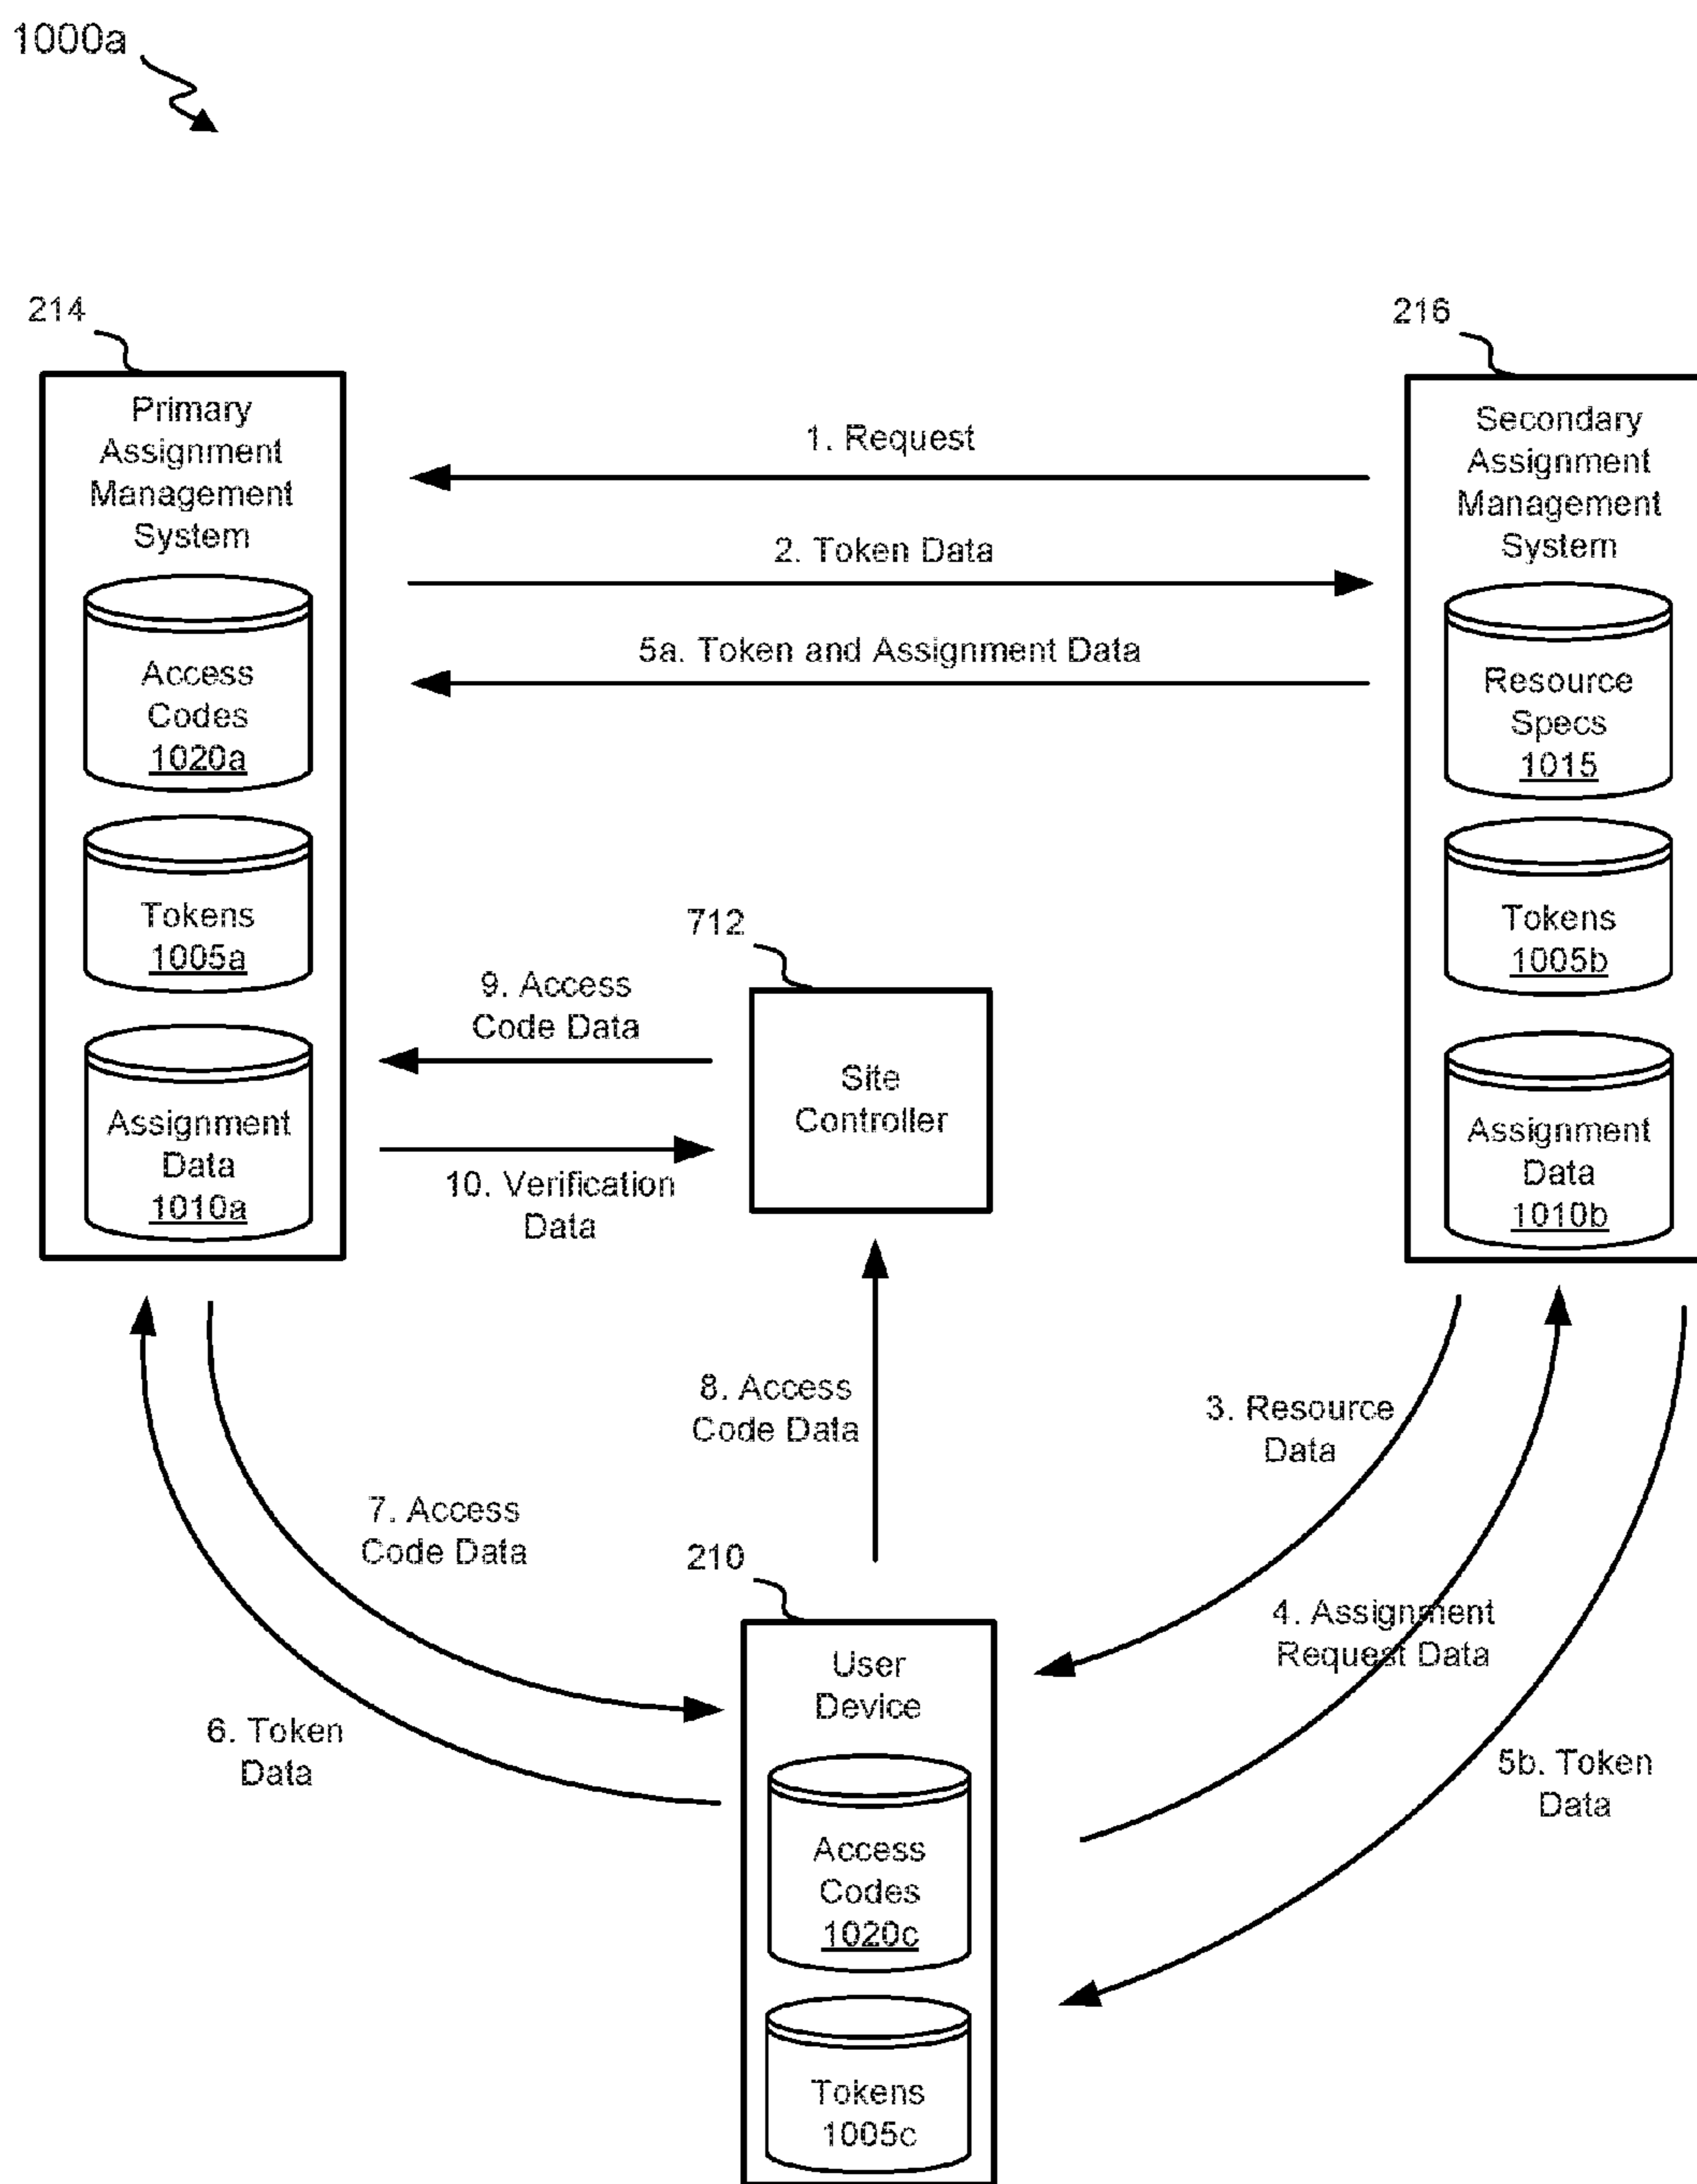 1000a
214
216
Primary
Assignment
Management
System
Access
Codes
1020a
Tokens
1005a
Assignment
Data
1010a
1. Request
2. Token Data
5a. Token and Assignment Data
Secondary
Assignment
Management
System
Resource
Specs
1015
Tokens
1005b
Assignment
Data
1010b
712
9. Access
Code Data
Site
Controller
10. Verification
Data
8. Access
Code Data
3. Resource
Data
7. Access
Code Data
210
4. Assignment
Request Data
6. Token
Data
5b. Token
Data
User
Device
Access
Codes
1020c
Tokens
1005c